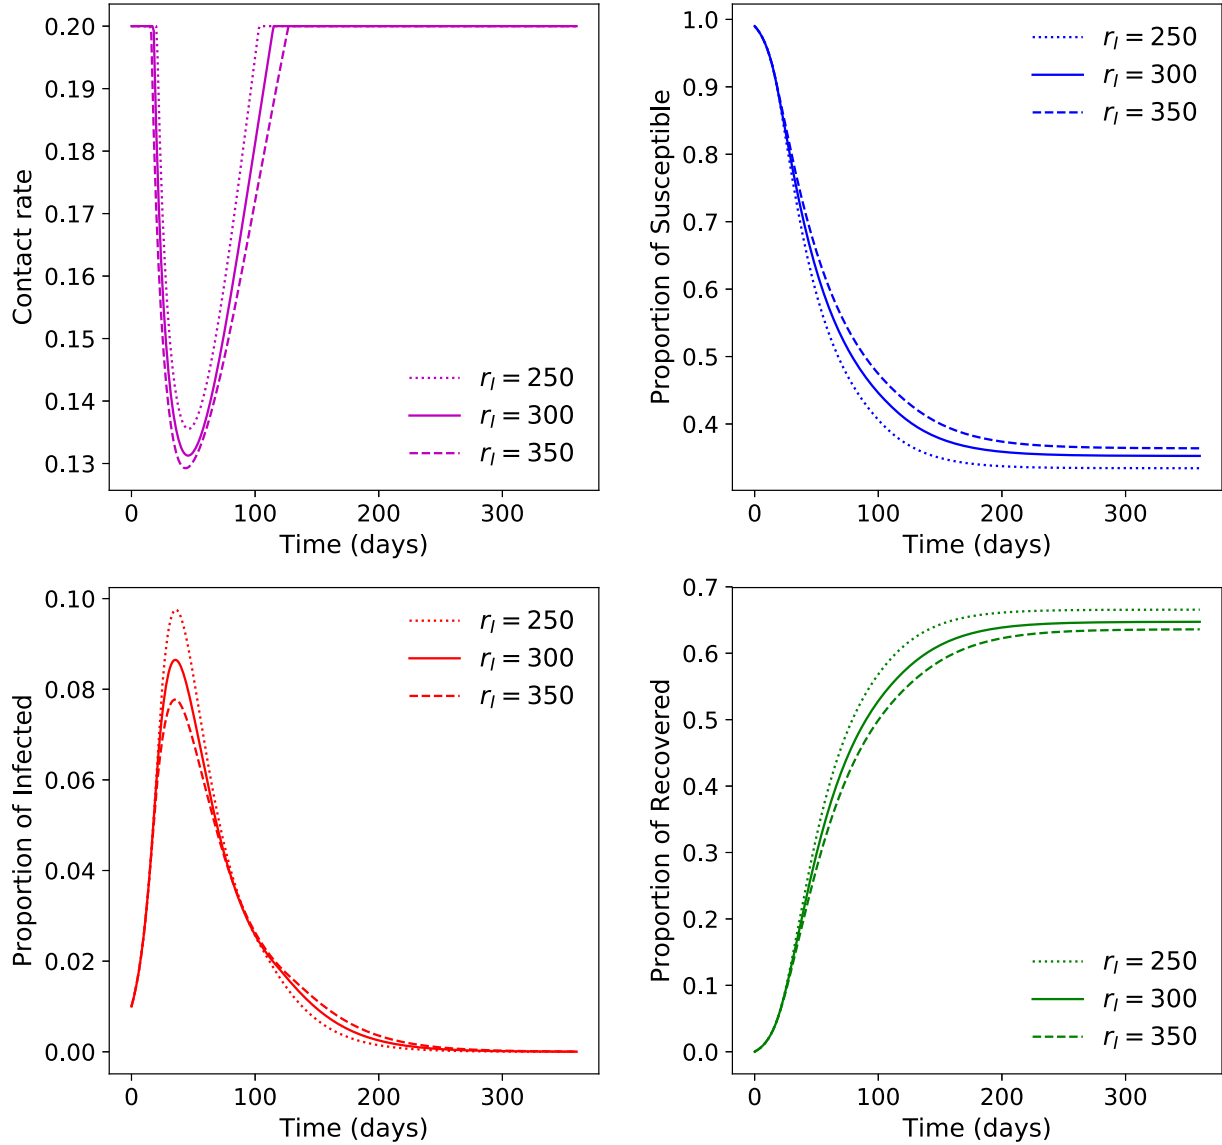 0.20
0.19
0.18
0.17
0.16
0.15
0.14
0.13
Contact rate
r_I = 250
r_I = 300
r_I = 350
0 100 200 300
Time (days)
1.0
0.9
0.8
0.7
0.6
0.5
0.4
Proportion of Susceptible
r_I = 250
r_I = 300
r_I = 350
0 100 200 300
Time (days)
0.10
0.08
0.06
0.04
0.02
0.00
Proportion of Infected
r_I = 250
r_I = 300
r_I = 350
0 100 200 300
Time (days)
0.7
0.6
0.5
0.4
0.3
0.2
0.1
0.0
Proportion of Recovered
r_I = 250
r_I = 300
r_I = 350
0 100 200 300
Time (days)